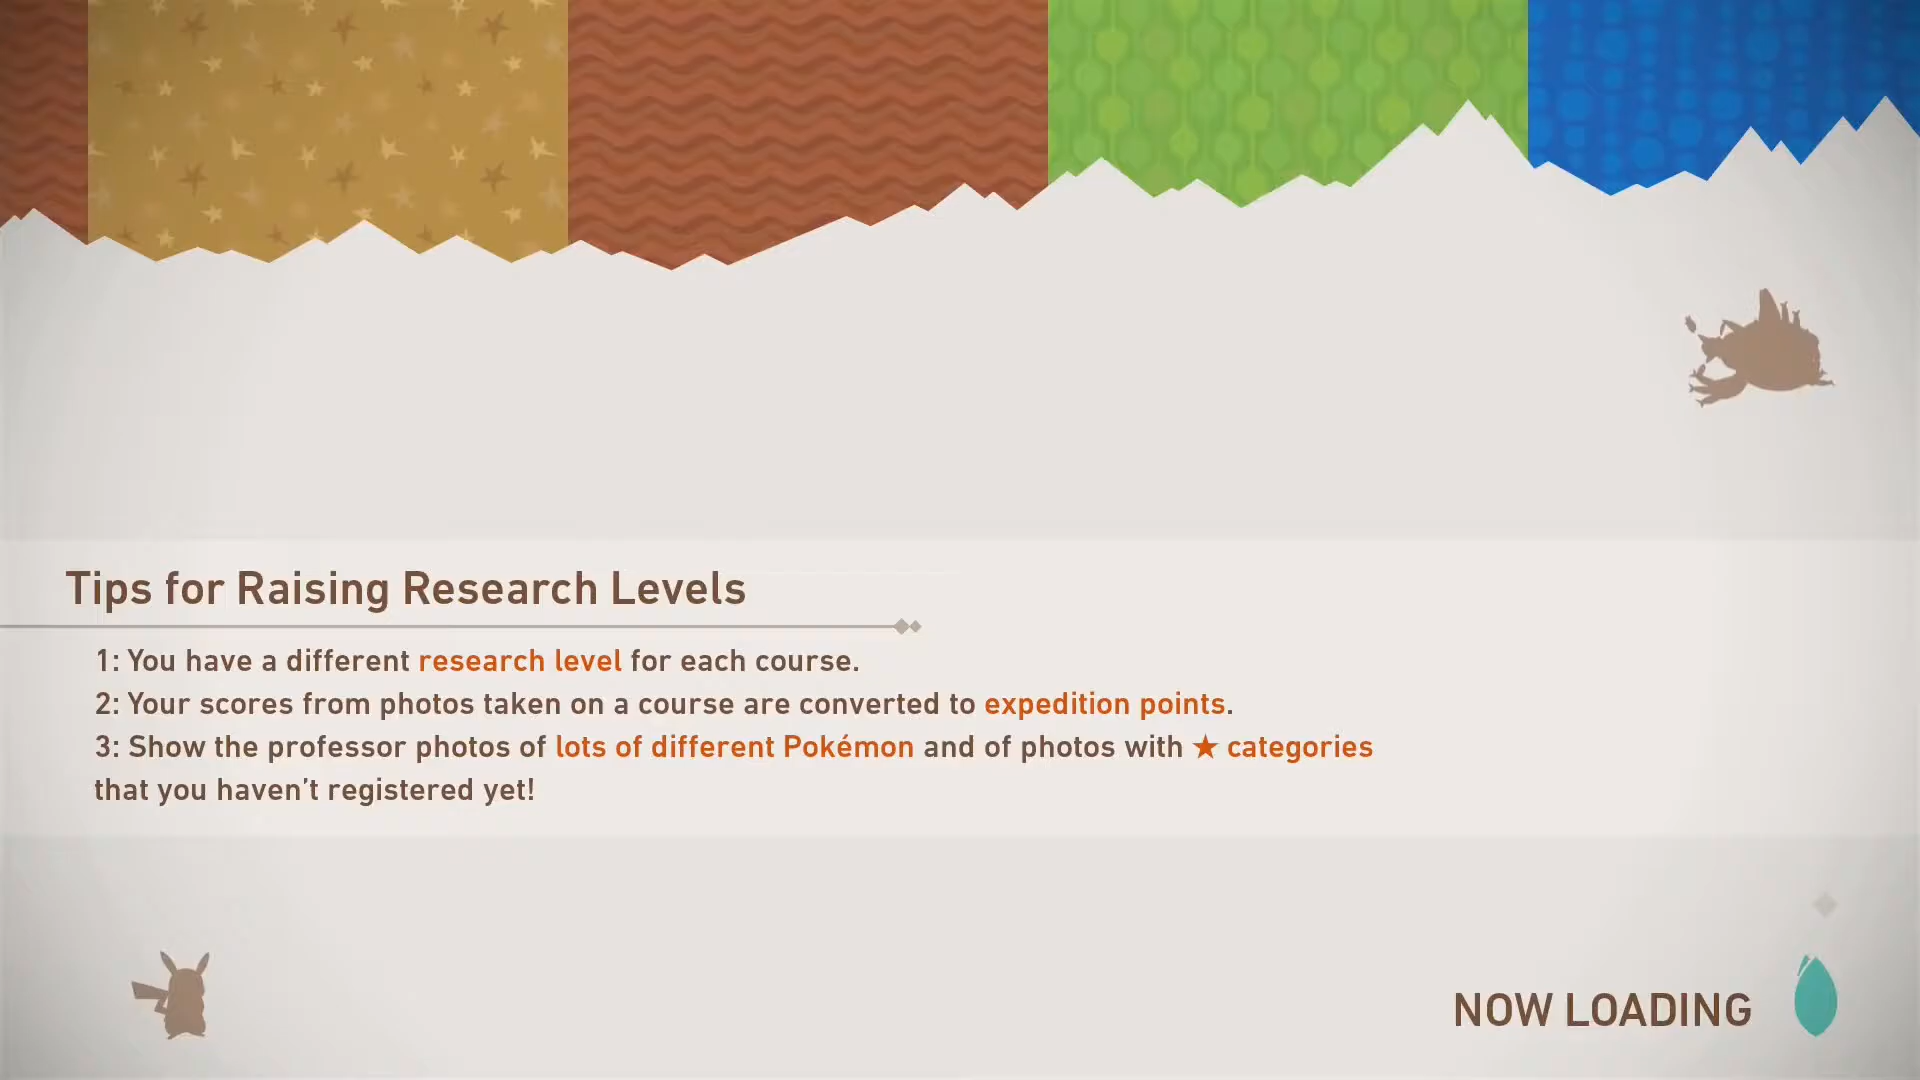 Tips for Raising Research Levels
1: You have a different research level for each course.
2: Your scores from photos taken on a course are converted to expedition points.
3: Show the professor photos of lots of different Pokémon and of photos with ★ categories
that you haven’t registered yet!
NOW LOADING